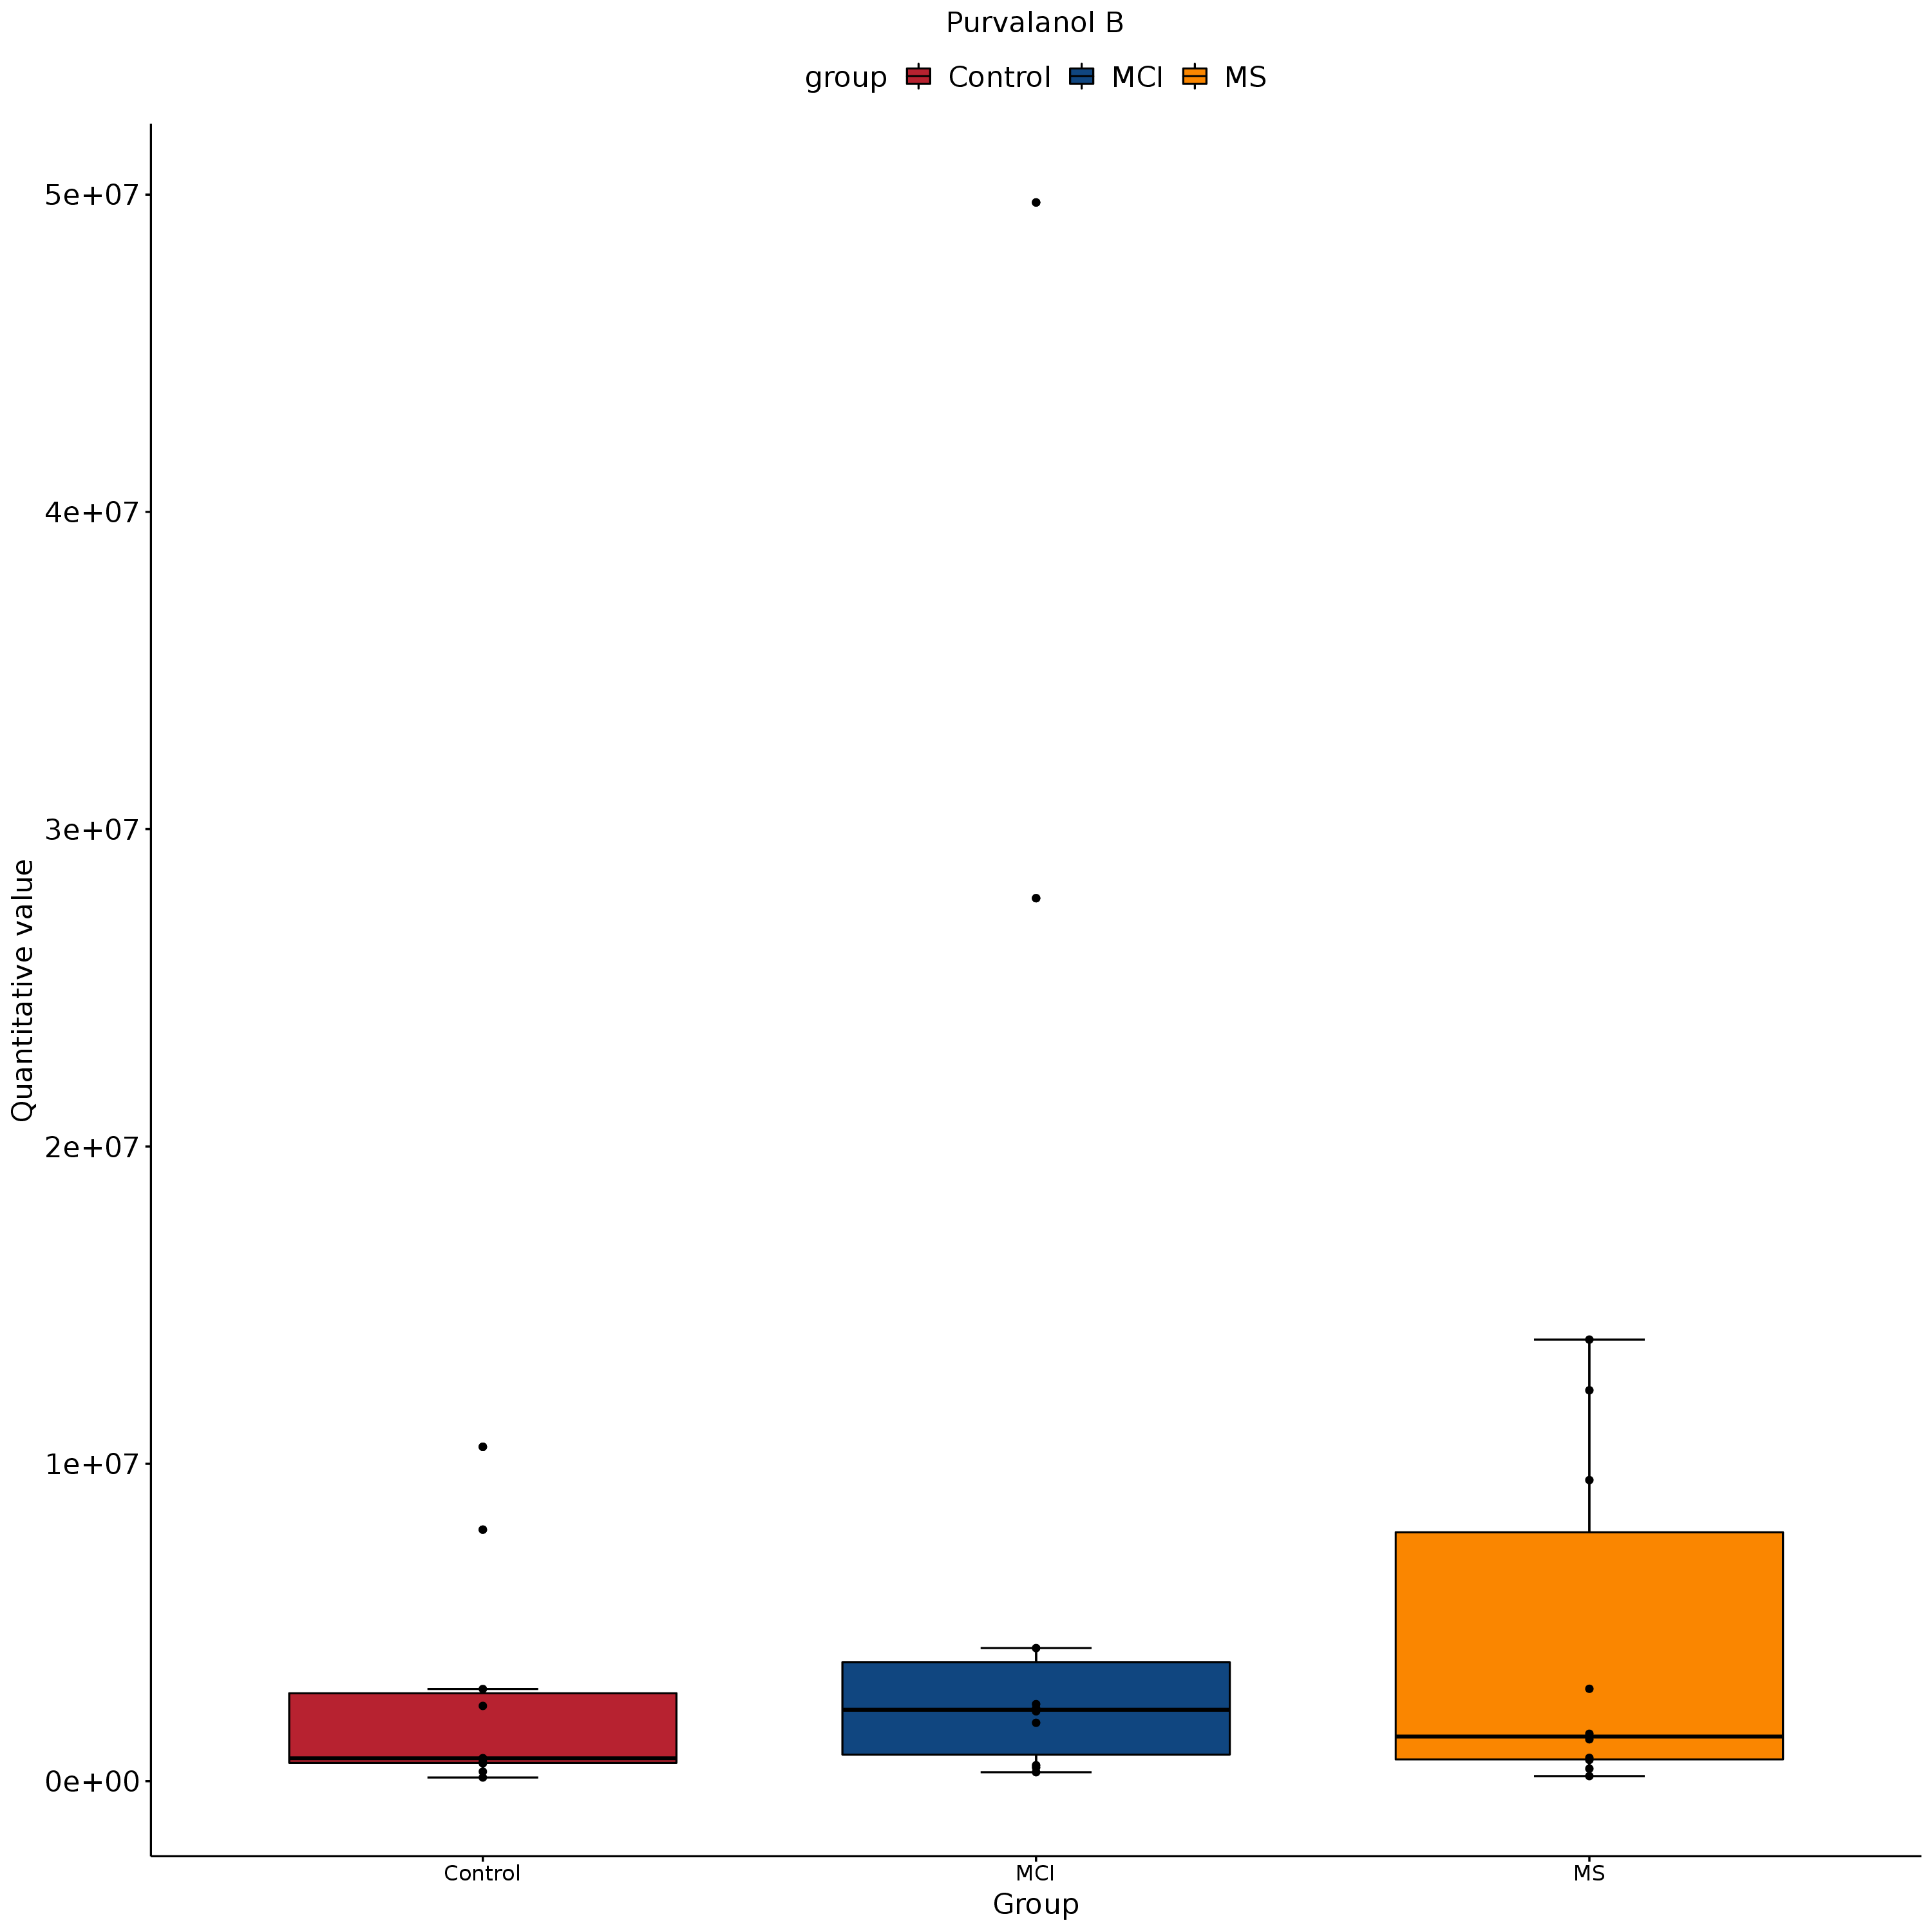 Purvalanol B
group Control MCI MS
5e+07
4e+07
3e+07
2e+07
1e+07
0e+00
Quantitative value
Control MCI MS
Group